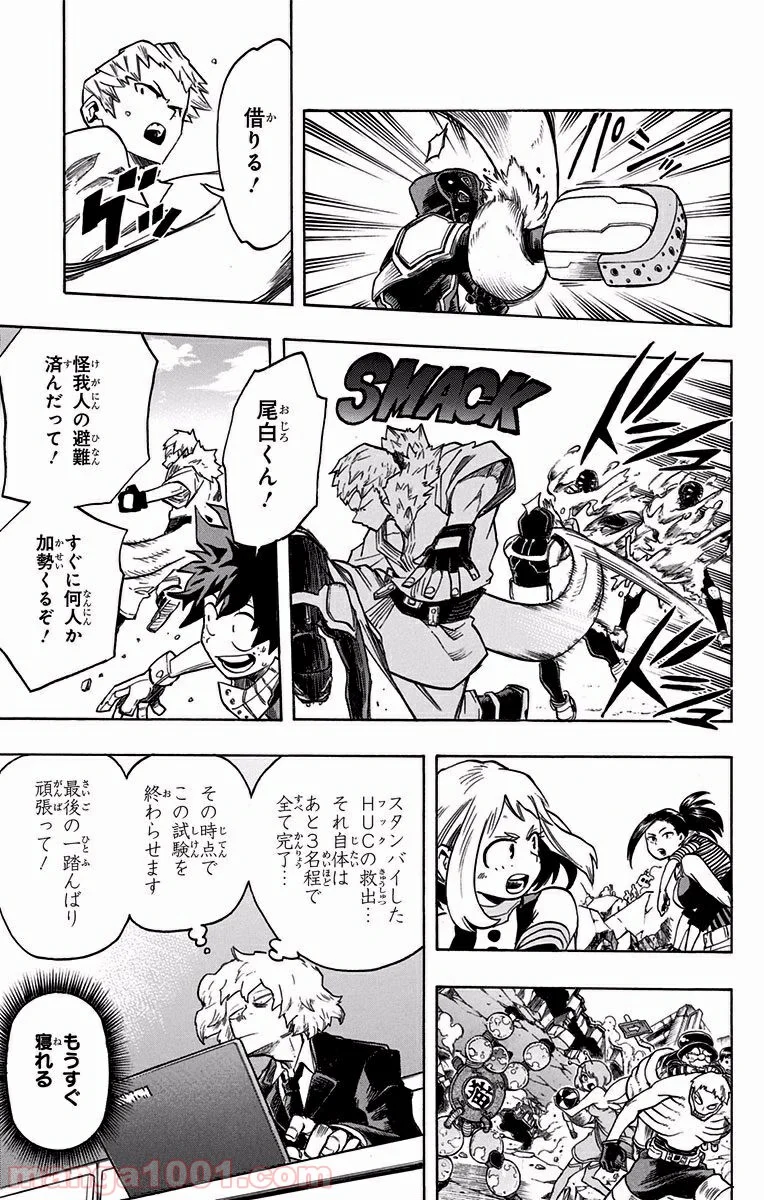 借りる！
グッ
SMACK
尾白くん！
怪我人の避難
済んだって！
すぐに何人か
加勢くるぞ！
スタンバイした
HUCの救出…
それ自体は
あと3名程で
全て完了…
その時点で
この試験を
終わらせます
最後の一踏んばり
頑張って！
猫
もうすぐ
寝れる
manga1001.com